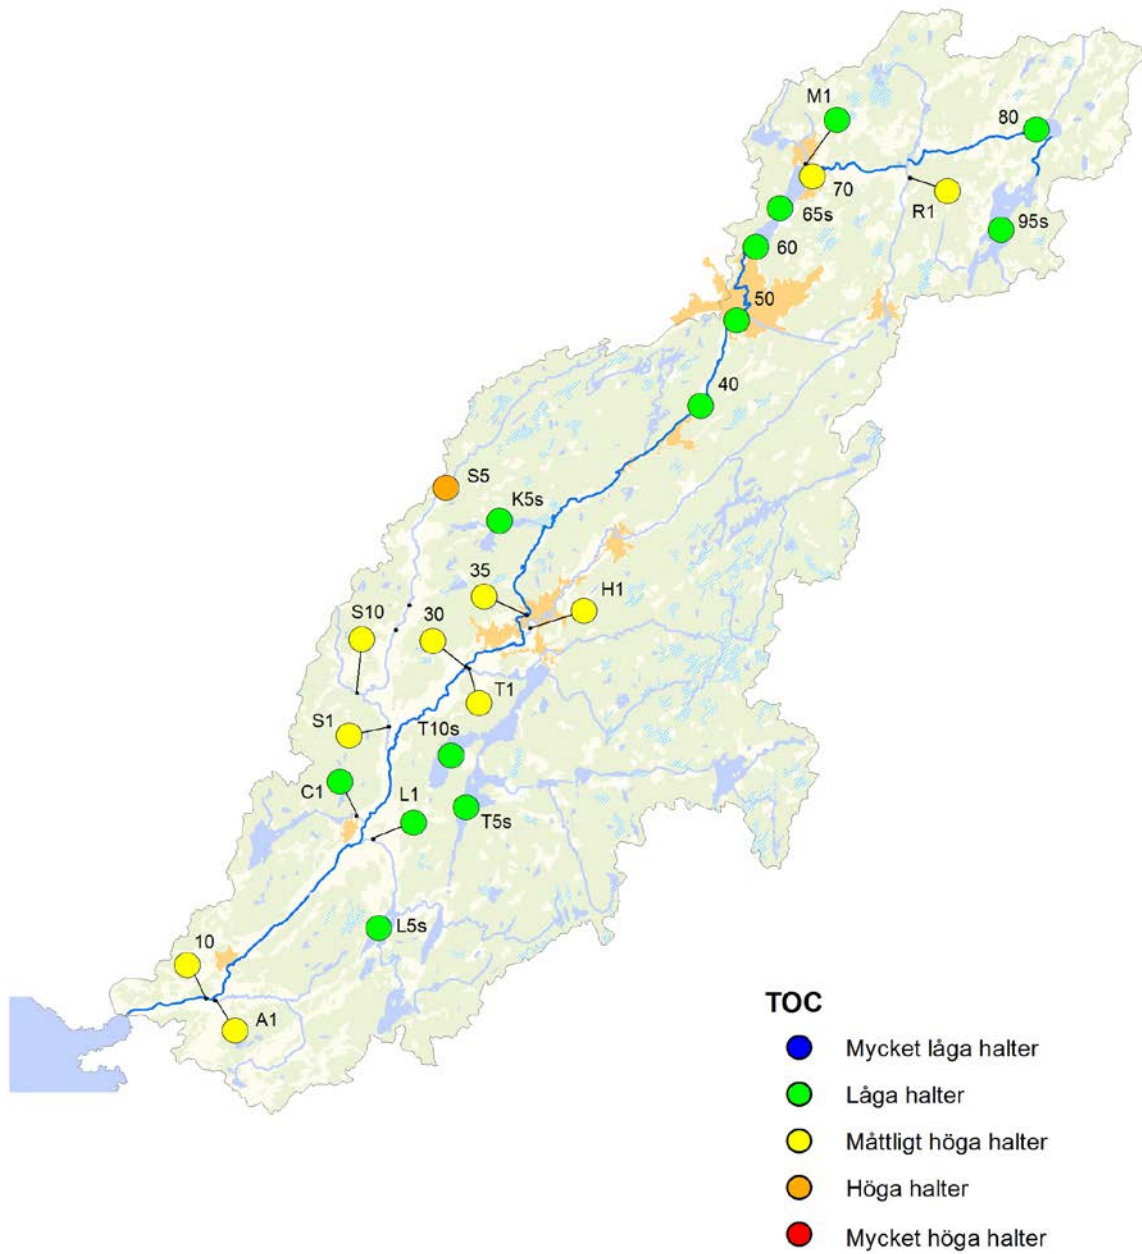 M1
80
70
R1
65s
95s
60
50
40
S5
K5s
35
H1
S10
30
T1
S1
T10s
C1
L1
T5s
L5s
10
A1
TOC
Mycket låga halter
Låga halter
Måttligt höga halter
Höga halter
Mycket höga halter